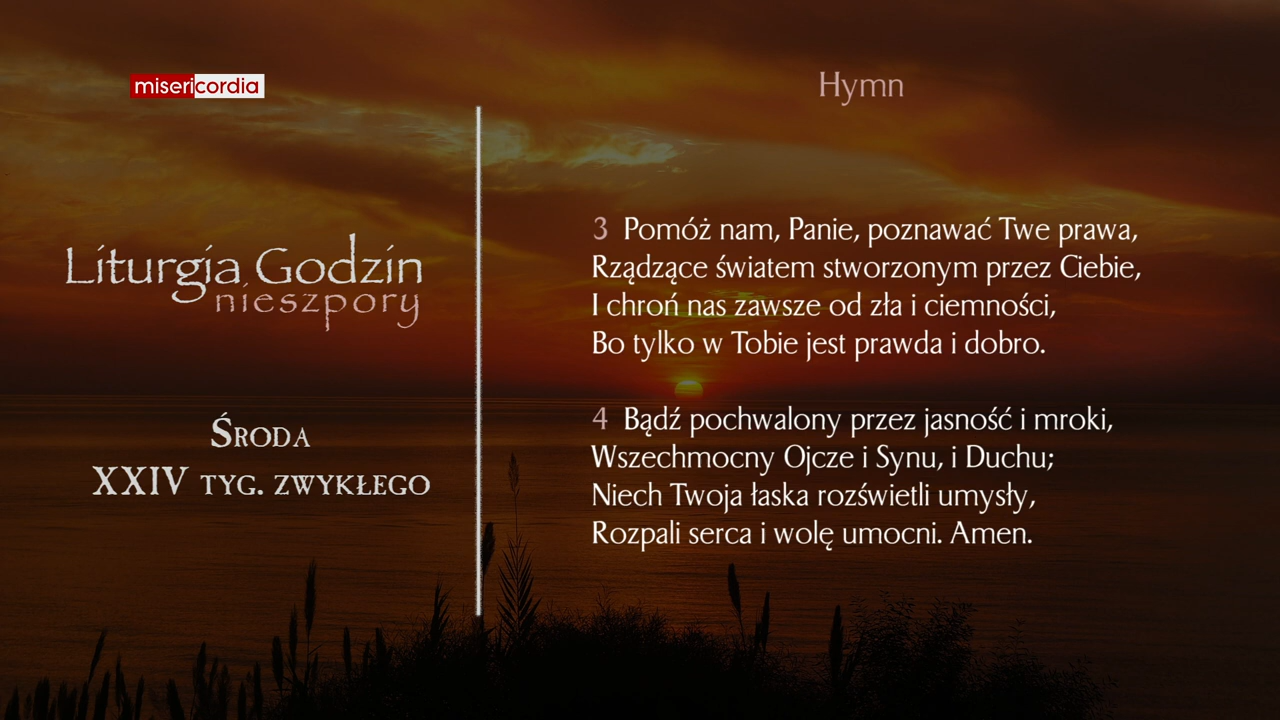 misericordia
Liturgia Godzin
nieszpory
Środa
XXIV tyg. zwykłego
Hymn
3 Pomóż nam, Panie, poznawać Twe prawa,
Rządzące światem stworzonym przez Ciebie,
I chroń nas zawsze od zła i ciemności,
Bo tylko w Tobie jest prawda i dobro.
4 Bądź pochwalony przez jasność i mroki,
Wszechmocny Ojcze i Synu, i Duchu;
Niech Twoja łaska rozświetli umysły,
Rozpali serca i wolę umocni. Amen.